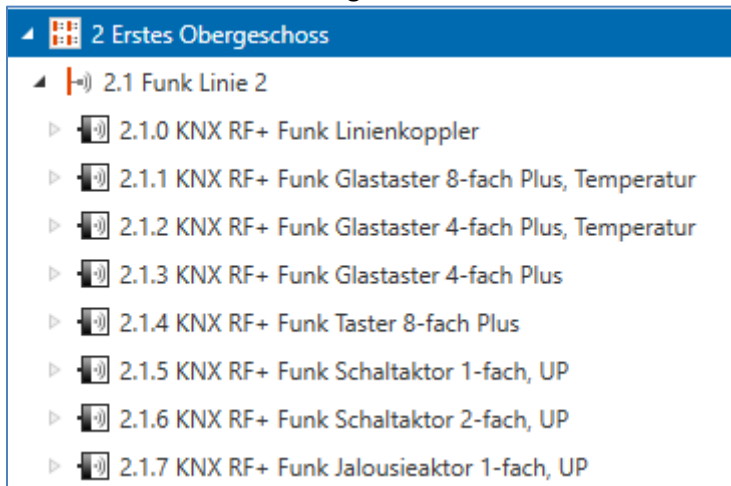 2 Erstes Obergeschoss
2.1 Funk Linie 2
2.1.0 KNX RF+ Funk Linienkoppler
2.1.1 KNX RF+ Funk Glastaster 8-fach Plus, Temperatur
2.1.2 KNX RF+ Funk Glastaster 4-fach Plus, Temperatur
2.1.3 KNX RF+ Funk Glastaster 4-fach Plus
2.1.4 KNX RF+ Funk Taster 8-fach Plus
2.1.5 KNX RF+ Funk Schaltaktor 1-fach, UP
2.1.6 KNX RF+ Funk Schaltaktor 2-fach, UP
2.1.7 KNX RF+ Funk Jalousieaktor 1-fach, UP